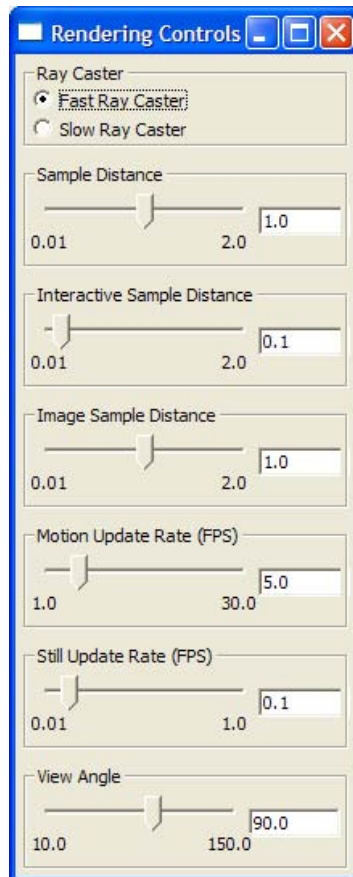 Rendering Controls
Ray Caster
Fast Ray Caster
Slow Ray Caster
Sample Distance
1.0
0.01 2.0
Interactive Sample Distance
0.1
0.01 2.0
Image Sample Distance
1.0
0.01 2.0
Motion Update Rate (FPS)
5.0
1.0 30.0
Still Update Rate (FPS)
0.1
0.01 1.0
View Angle
90.0
10.0 150.0